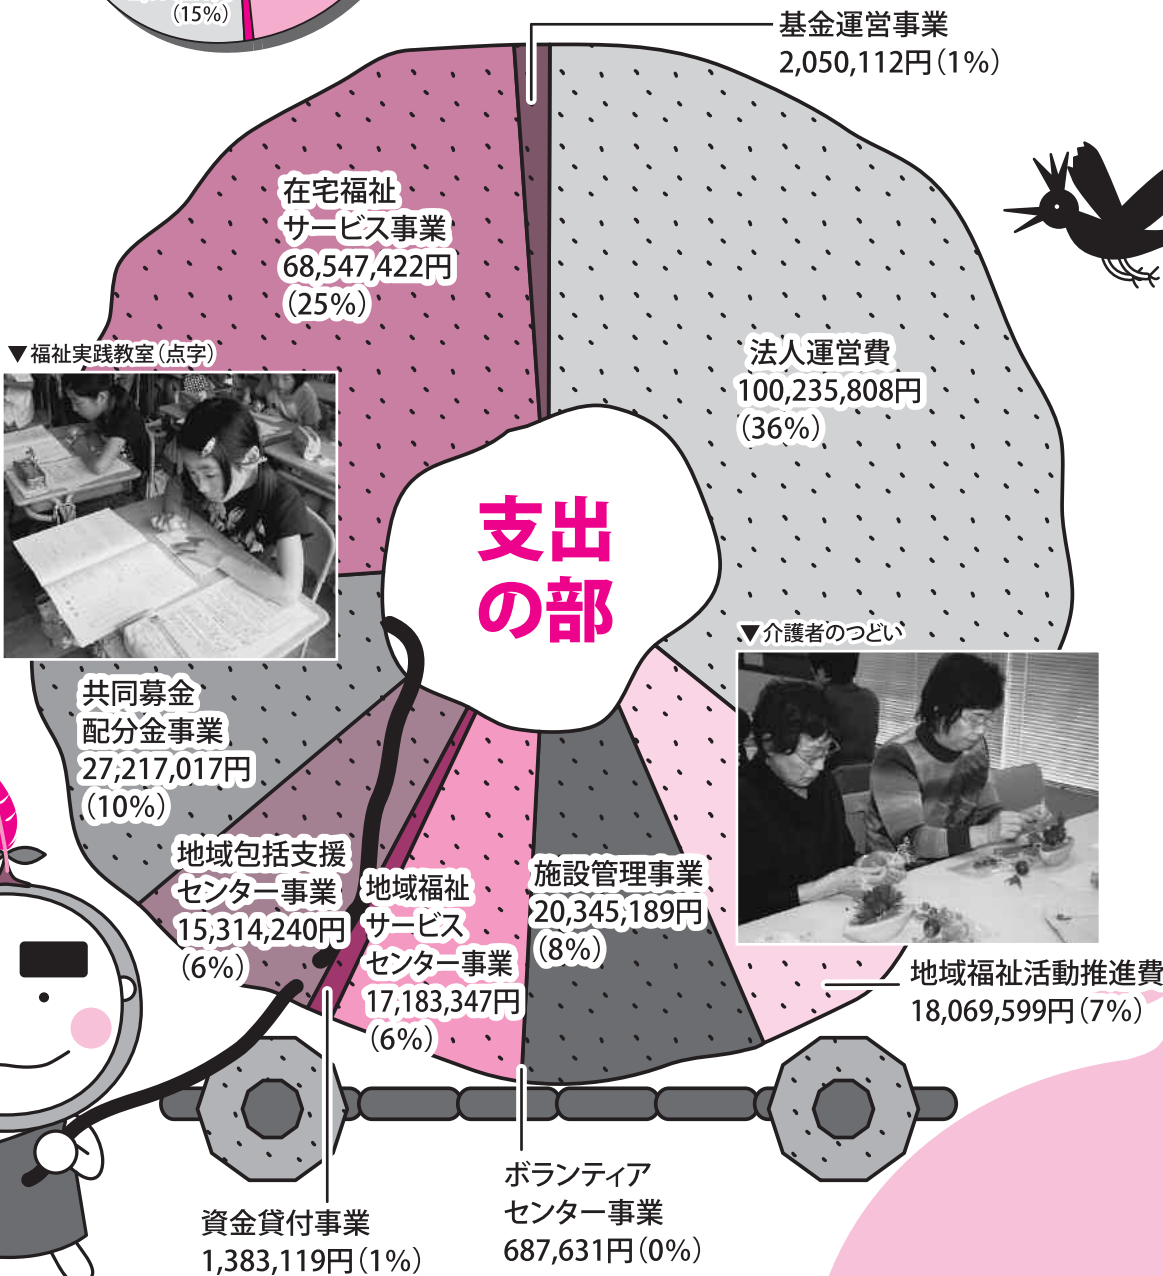 (15%)
基金運営事業
2,050,112円(1%)
在宅福祉
サービス事業
68,547,422円
(25%)
法人運営費
100,235,808円
(36%)
▼福祉実践教室(点字)
支出
の部
▼介護者のつどい
共同募金
配分金事業
27,217,017円
(10%)
地域包括支援
センター事業
15,314,240円
(6%)
地域福祉
サービス
センター事業
17,183,347円
(6%)
施設管理事業
20,345,189円
(8%)
地域福祉活動推進費
18,069,599円(7%)
ボランティア
センター事業
687,631円(0%)
資金貸付事業
1,383,119円(1%)